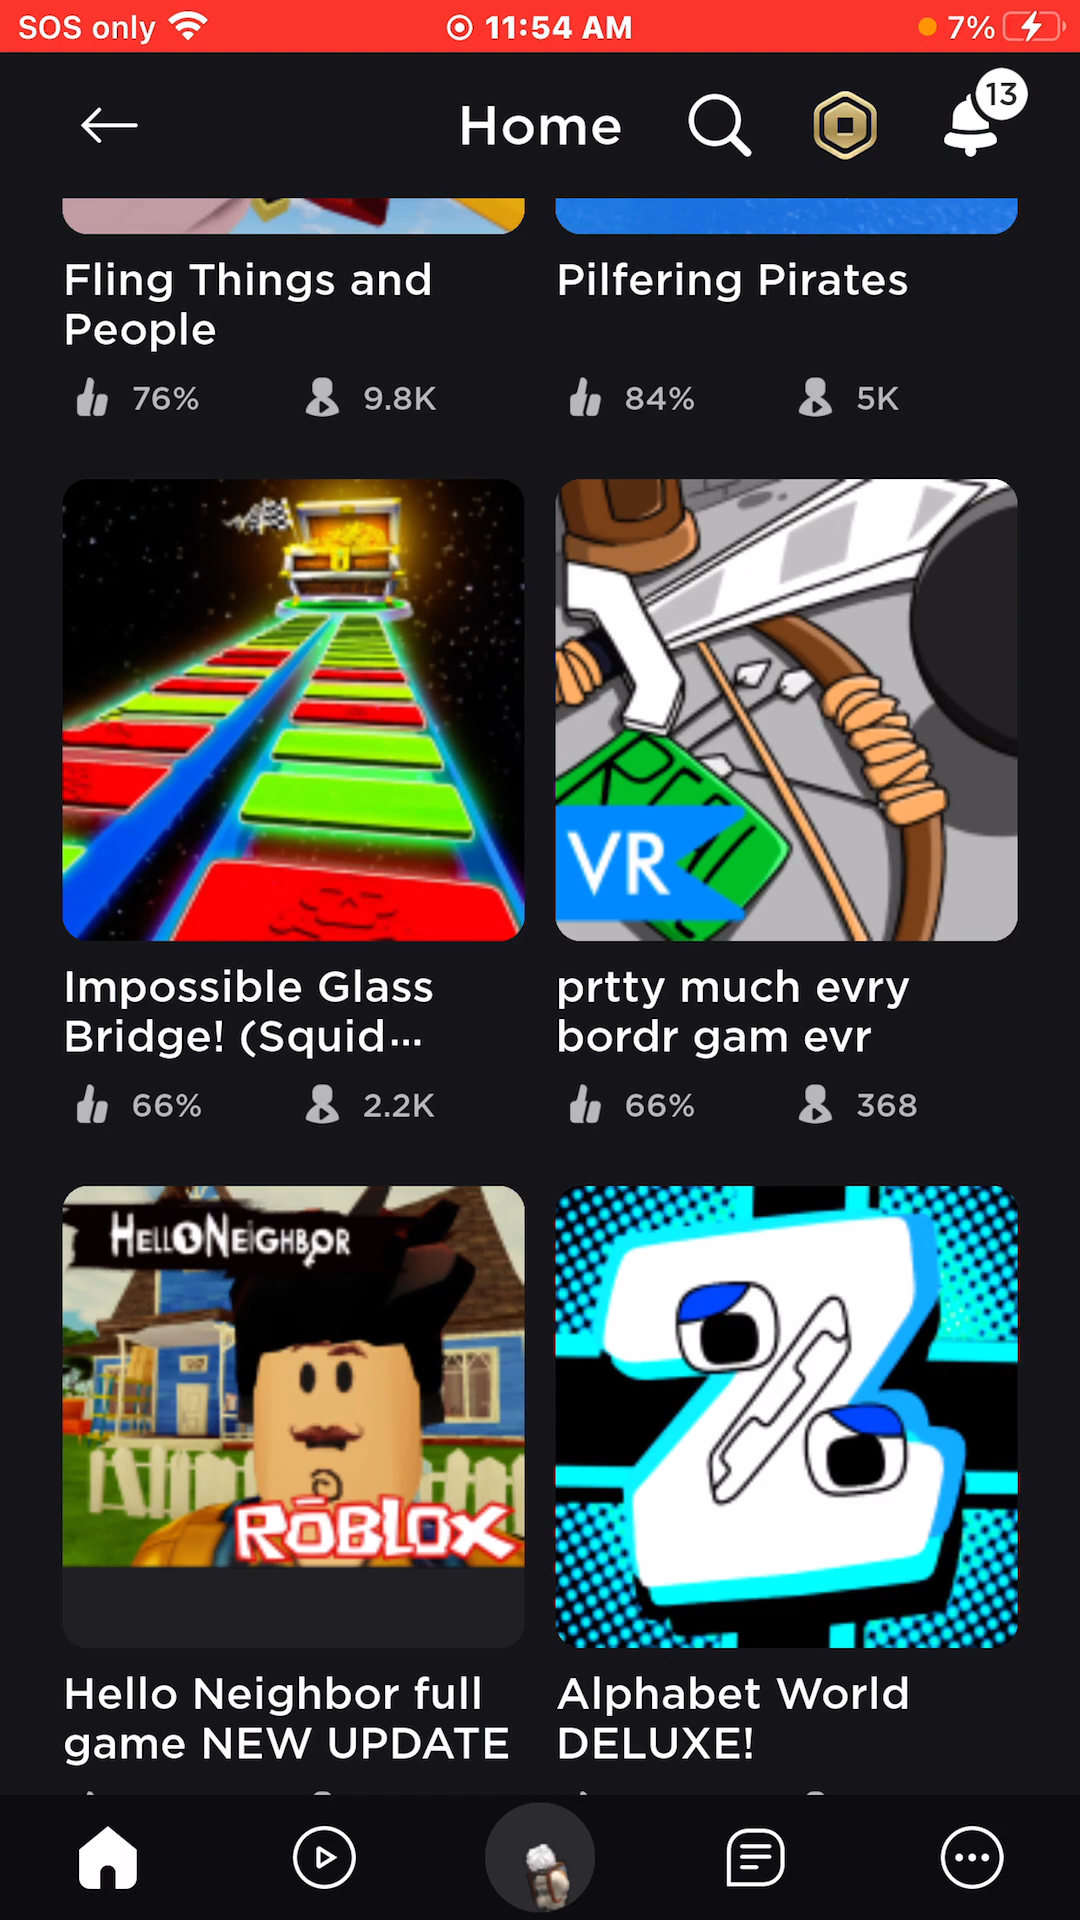 SOS only 11:54 AM 7%
Home 13
Fling Things and
People
76% 9.8K
Pilfering Pirates
84% 5K
VR
Impossible Glass
Bridge! (Squid...
66% 2.2K
prtty much evry
bordr gam evr
66% 368
HELLO NEIGHBOR
ROBLOX
Z
Hello Neighbor full
game NEW UPDATE
Alphabet World
DELUXE!